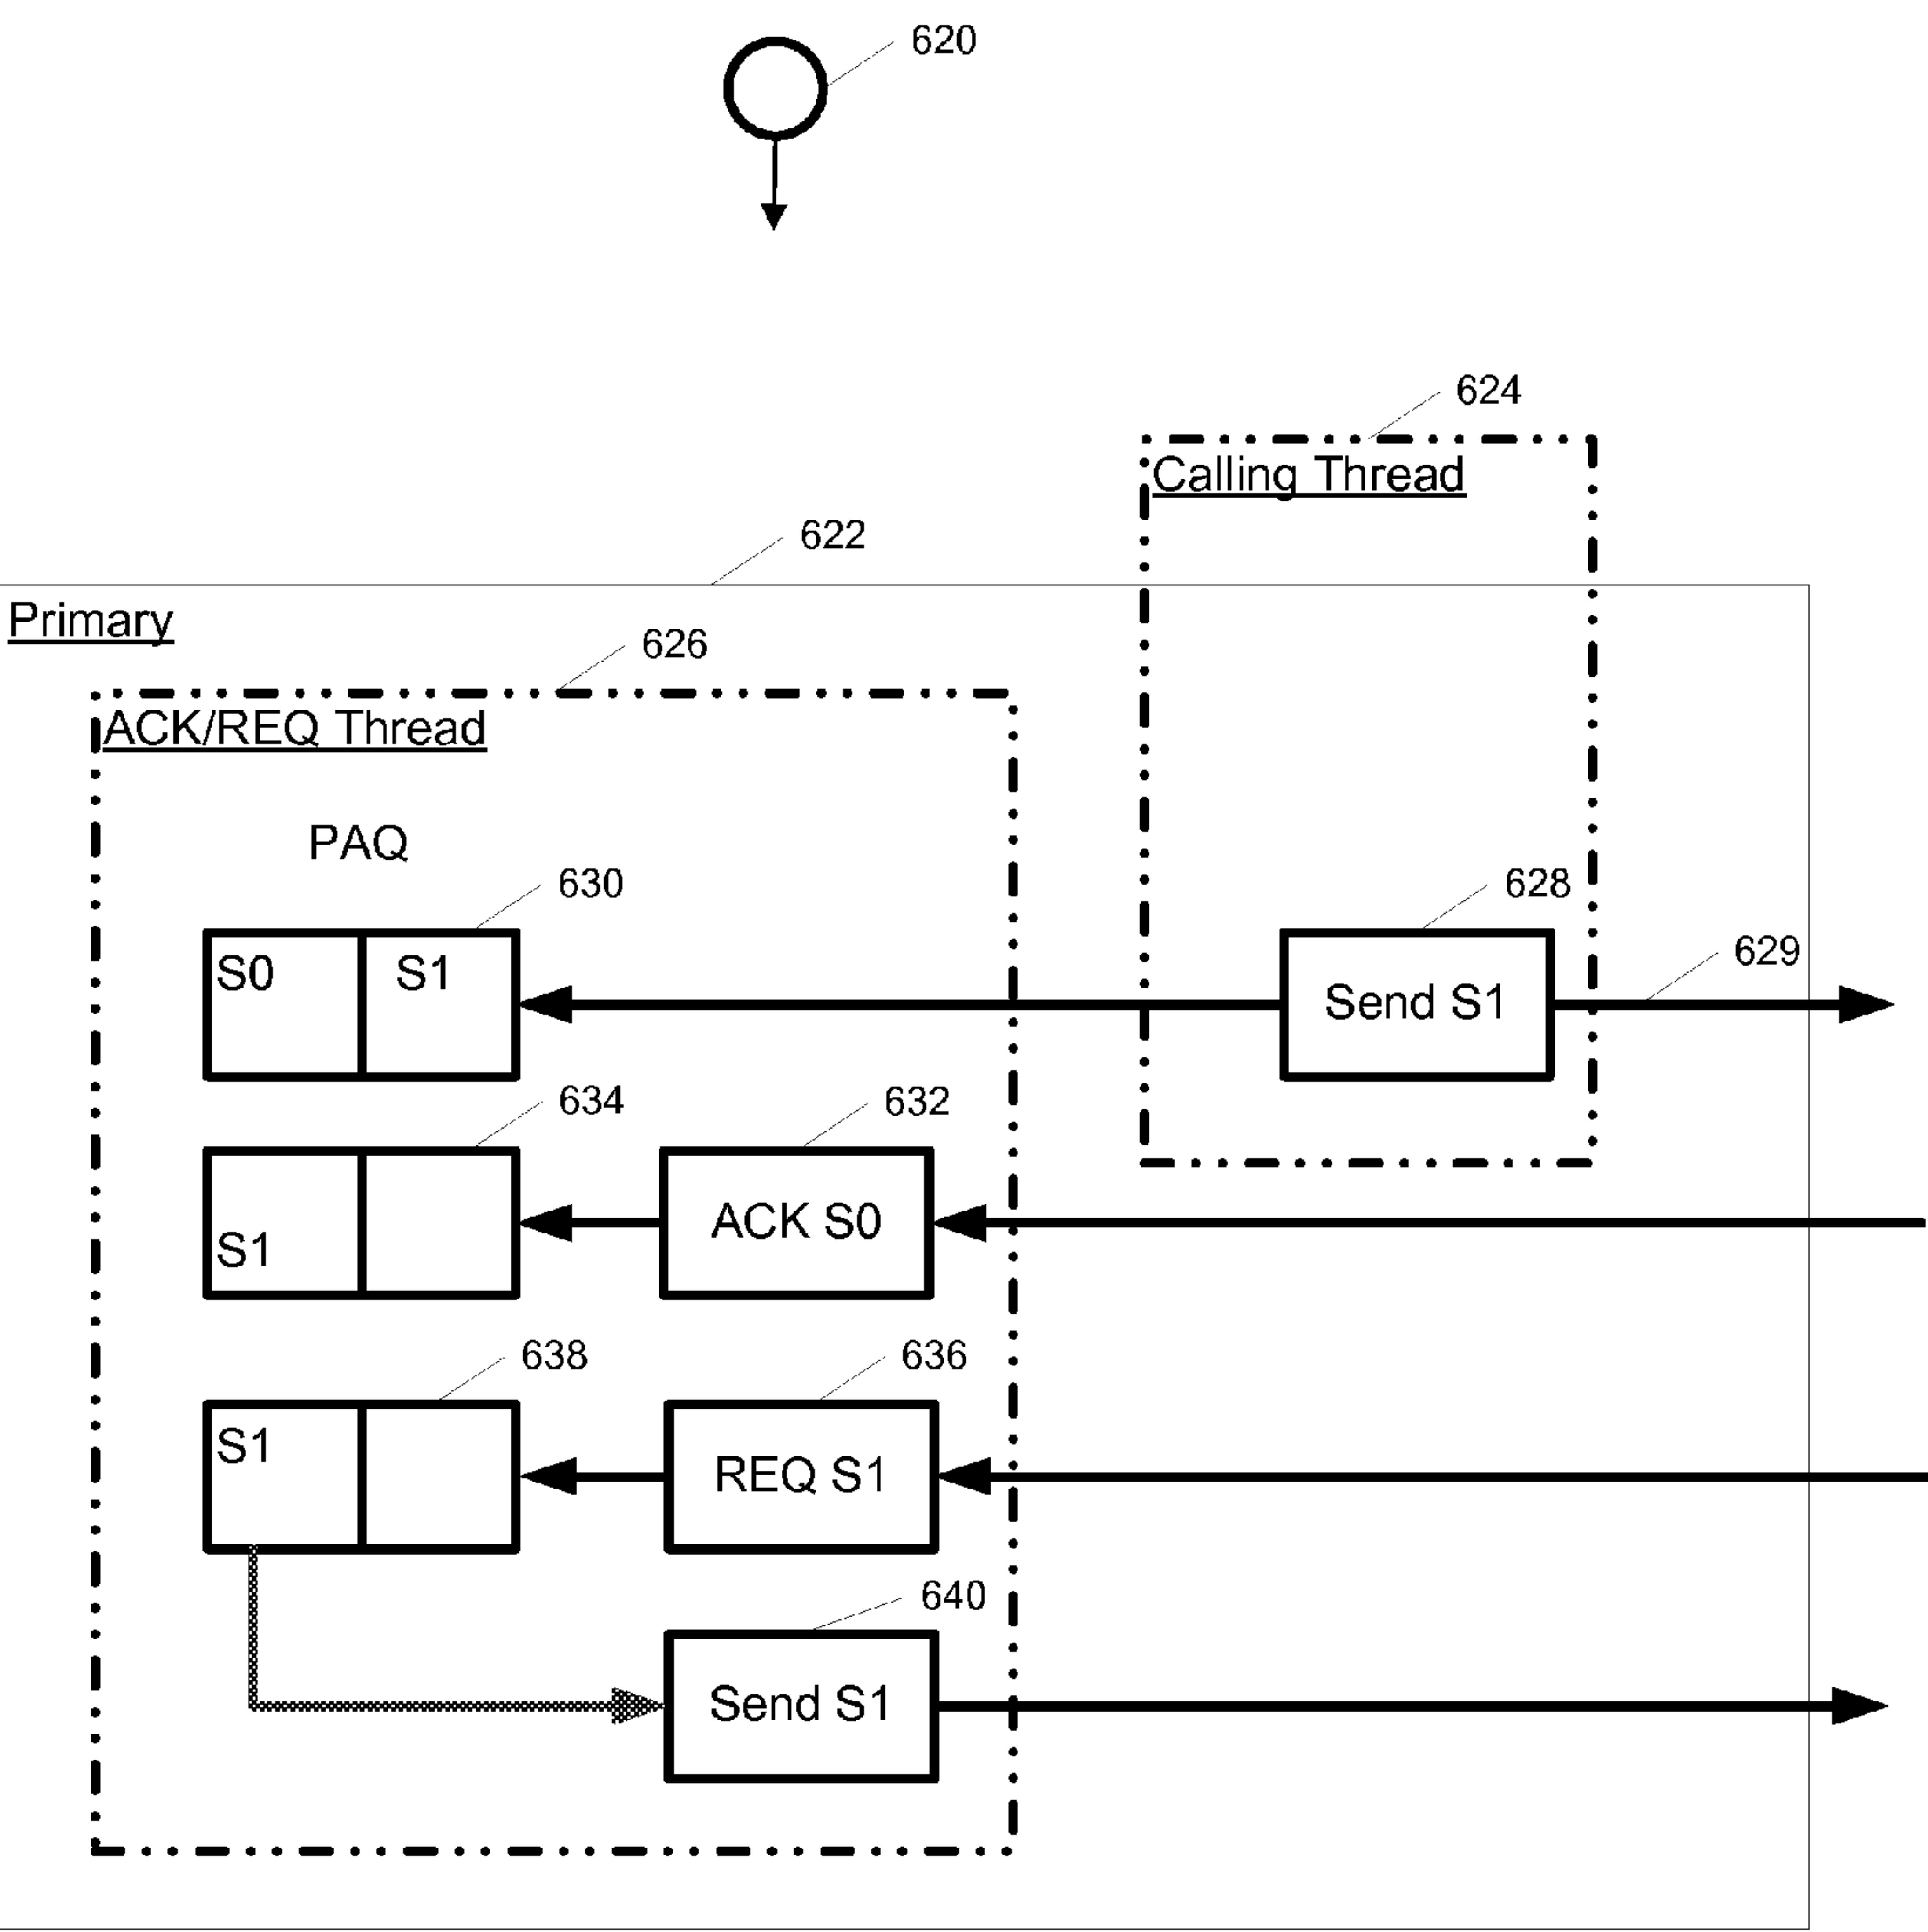 620
624
Calling Thread
622
Primary
626
ACK/REQ Thread
PAQ
630
628
629
S0 S1
Send S1
634
632
S1
ACK S0
638
636
S1
REQ S1
640
Send S1